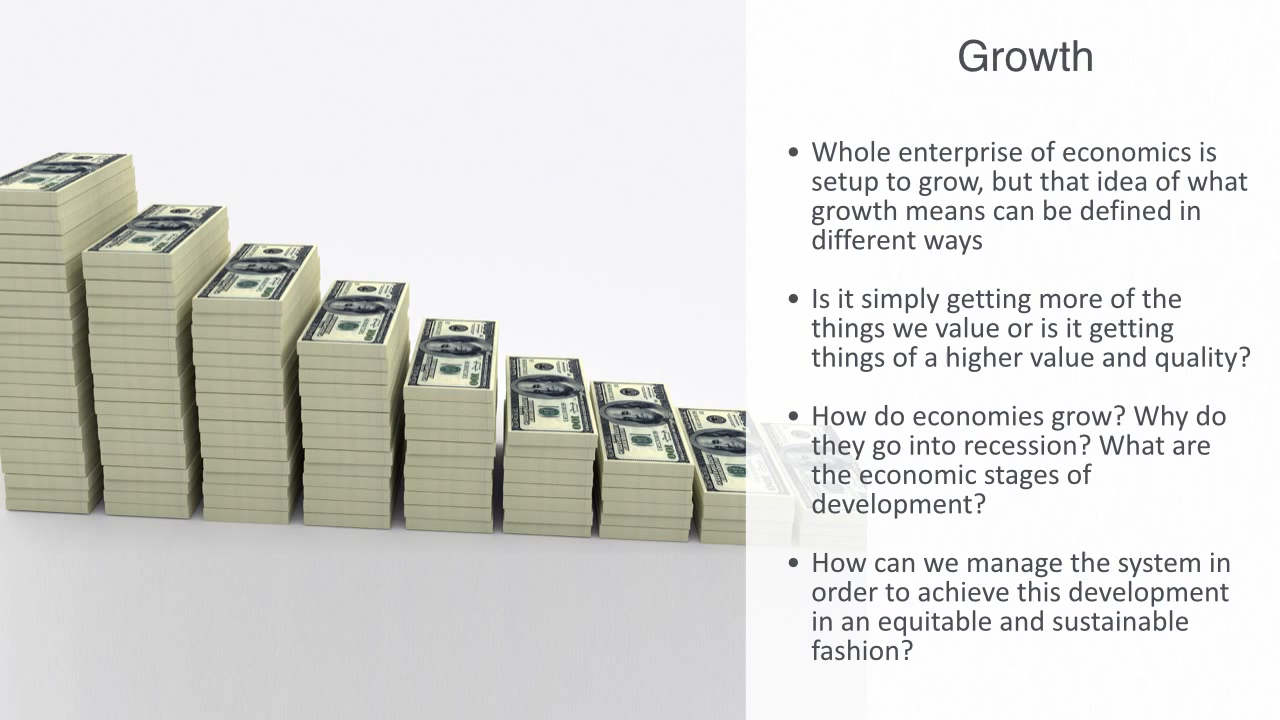 Growth
• Whole enterprise of economics is
setup to grow, but that idea of what
growth means can be defined in
different ways
• Is it simply getting more of the
things we value or is it getting
things of a higher value and quality?
• How do economies grow? Why do
they go into recession? What are
the economic stages of
development?
• How can we manage the system in
order to achieve this development
in an equitable and sustainable
fashion?